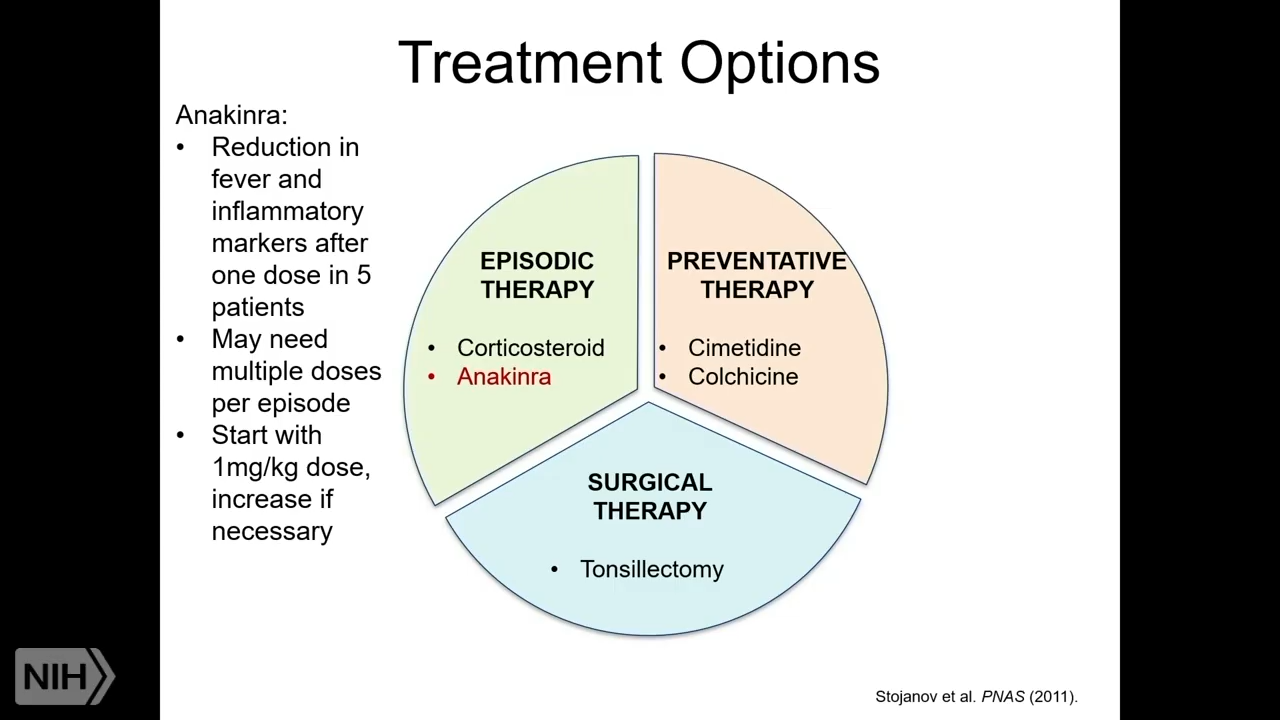 Treatment Options
Anakinra:
• Reduction in
fever and
inflammatory
markers after
one dose in 5
patients
• May need
multiple doses
per episode
• Start with
1mg/kg dose,
increase if
necessary
EPISODIC
THERAPY
• Corticosteroid
• Anakinra
PREVENTATIVE
THERAPY
• Cimetidine
• Colchicine
SURGICAL
THERAPY
• Tonsillectomy
NIH
Stojanov et al. PNAS (2011).